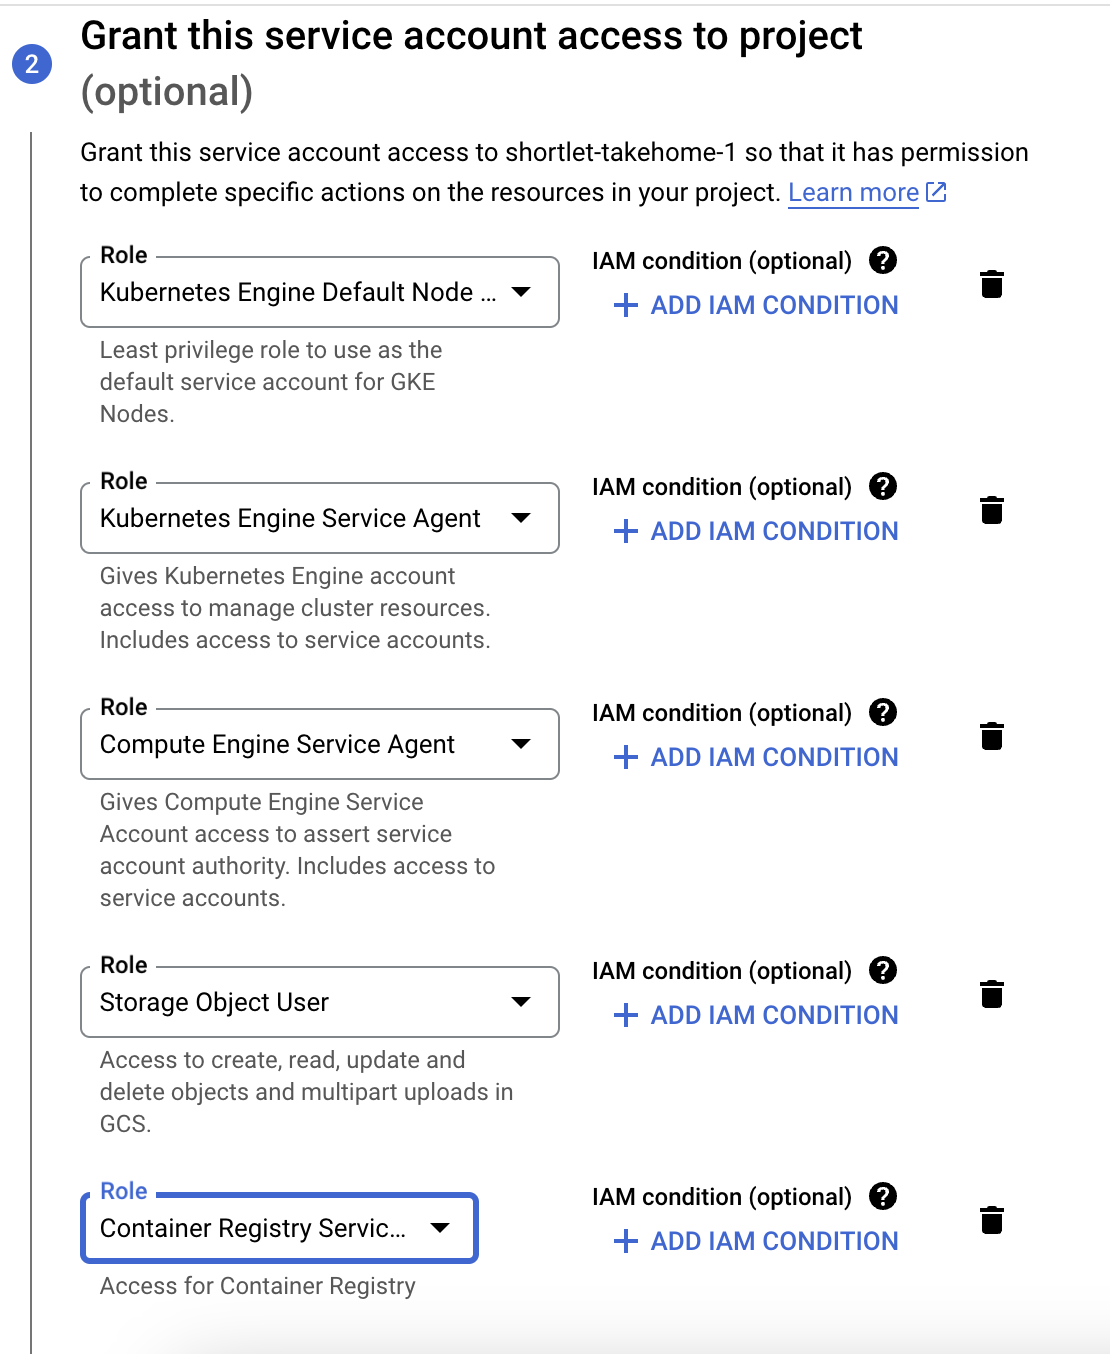 2
Grant this service account access to project
(optional)
Grant this service account access to shortlet-takehome-1 so that it has permission
to complete specific actions on the resources in your project. Learn more
Role
Kubernetes Engine Default Node ...
Least privilege role to use as the
default service account for GKE
Nodes.
IAM condition (optional) ?
+ ADD IAM CONDITION
Role
Kubernetes Engine Service Agent
Gives Kubernetes Engine account
access to manage cluster resources.
Includes access to service accounts.
IAM condition (optional) ?
+ ADD IAM CONDITION
Role
Compute Engine Service Agent
Gives Compute Engine Service
Account access to assert service
account authority. Includes access to
service accounts.
IAM condition (optional) ?
+ ADD IAM CONDITION
Role
Storage Object User
Access to create, read, update and
delete objects and multipart uploads in
GCS.
IAM condition (optional) ?
+ ADD IAM CONDITION
Role
Container Registry Servic...
Access for Container Registry
IAM condition (optional) ?
+ ADD IAM CONDITION